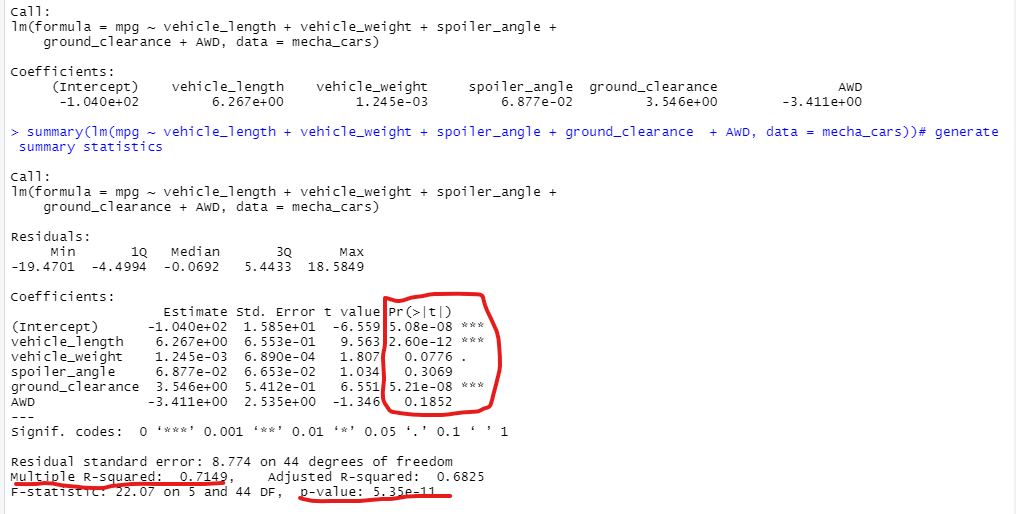 Call:
lm(formula = mpg ~ vehicle_length + vehicle_weight + spoiler_angle +
    ground_clearance + AWD, data = mecha_cars)
Coefficients:
     (Intercept)    vehicle_length    vehicle_weight     spoiler_angle  ground_clearance               AWD
      -1.040e+02         6.267e+00         1.245e-03         6.877e-02         3.546e+00        -3.411e+00
> summary(lm(mpg ~ vehicle_length + vehicle_weight + spoiler_angle + ground_clearance  + AWD, data = mecha_cars))# generate
 summary statistics
Call:
lm(formula = mpg ~ vehicle_length + vehicle_weight + spoiler_angle +
    ground_clearance + AWD, data = mecha_cars)
Residuals:
     Min       1Q   Median       3Q      Max
-19.4701  -4.4994  -0.0692   5.4433  18.5849
Coefficients:
                   Estimate Std. Error t value Pr(>|t|)
(Intercept)      -1.040e+02  1.585e+01  -6.559 5.08e-08 ***
vehicle_length    6.267e+00  6.553e-01   9.563 2.60e-12 ***
vehicle_weight    1.245e-03  6.890e-04   1.807   0.0776 .
spoiler_angle     6.877e-02  6.653e-02   1.034   0.3069
ground_clearance  3.546e+00  5.412e-01   6.551 5.21e-08 ***
AWD              -3.411e+00  2.535e+00  -1.346   0.1852
---
Signif. codes:  0 ‘***’ 0.001 ‘**’ 0.01 ‘*’ 0.05 ‘.’ 0.1 ‘ ’ 1
Residual standard error: 8.774 on 44 degrees of freedom
Multiple R-squared:  0.7149,    Adjusted R-squared:  0.6825
F-statistic: 22.07 on 5 and 44 DF,  p-value: 5.35e-11